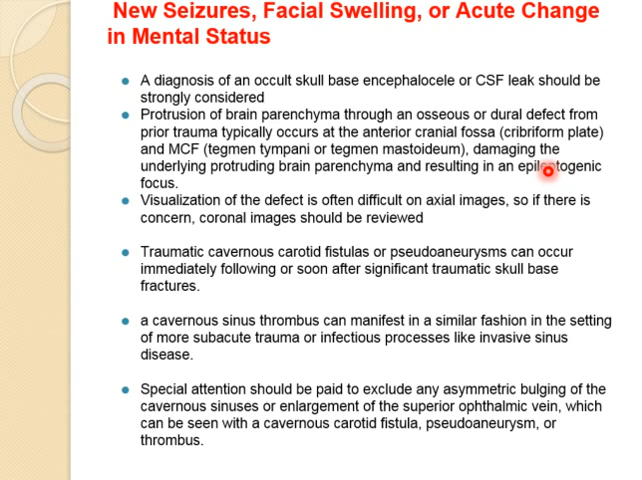 New Seizures, Facial Swelling, or Acute Change
in Mental Status
A diagnosis of an occult skull base encephalocele or CSF leak should be
strongly considered
Protrusion of brain parenchyma through an osseous or dural defect from
prior trauma typically occurs at the anterior cranial fossa (cribriform plate)
and MCF (tegmen tympani or tegmen mastoideum), damaging the
underlying protruding brain parenchyma and resulting in an epileptogenic
focus.
Visualization of the defect is often difficult on axial images, so if there is
concern, coronal images should be reviewed
Traumatic cavernous carotid fistulas or pseudoaneurysms can occur
immediately following or soon after significant traumatic skull base
fractures.
a cavernous sinus thrombus can manifest in a similar fashion in the setting
of more subacute trauma or infectious processes like invasive sinus
disease.
Special attention should be paid to exclude any asymmetric bulging of the
cavernous sinuses or enlargement of the superior ophthalmic vein, which
can be seen with a cavernous carotid fistula, pseudoaneurysm, or
thrombus.